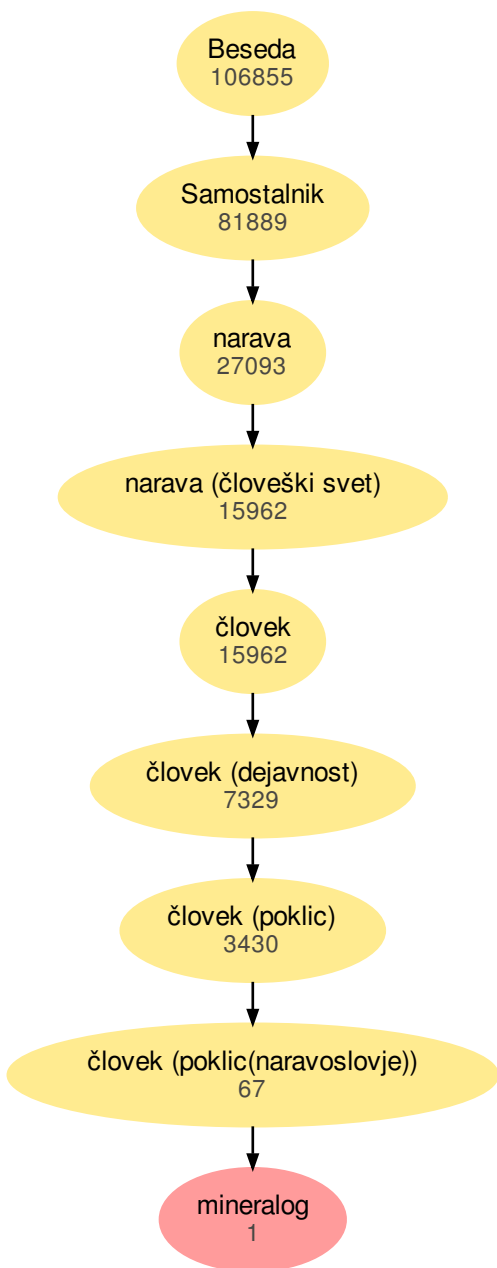 Beseda
106855
Samostalnik
81889
narava
27093
narava (človeški svet)
15962
človek
15962
človek (dejavnost)
7329
človek (poklic)
3430
človek (poklic(naravoslovje))
67
mineralog
1